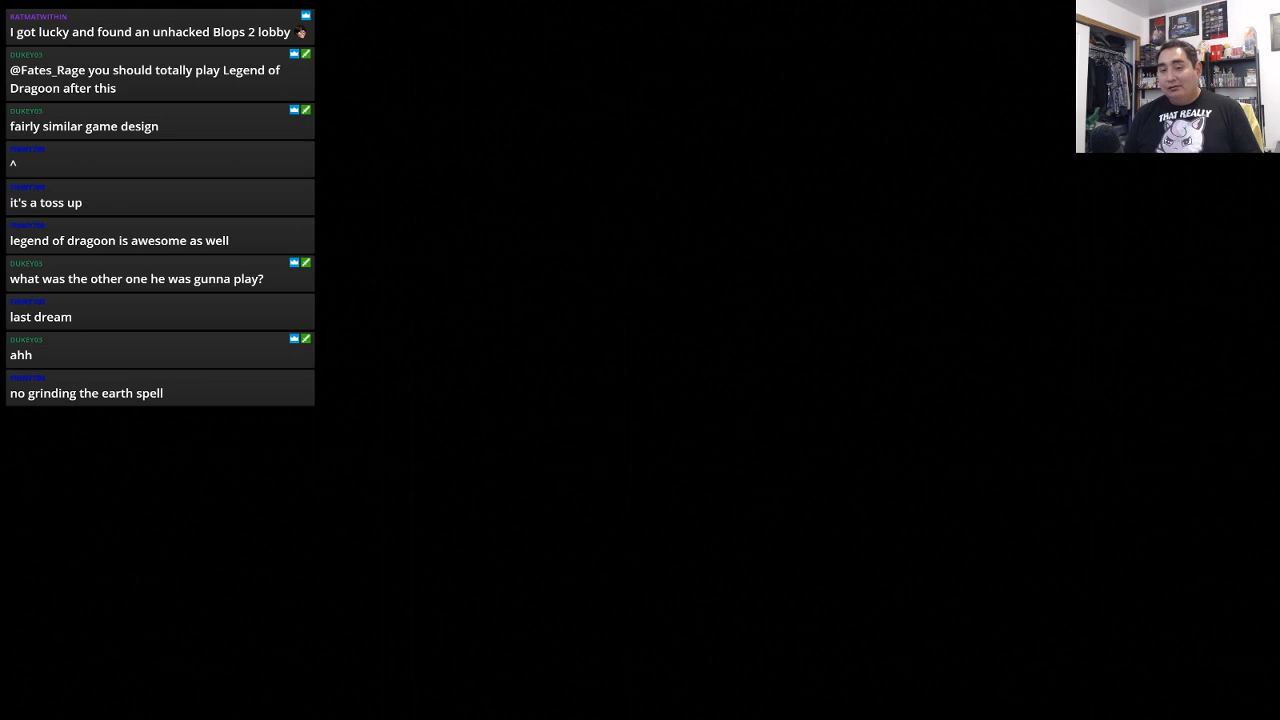 RATMATWITHIN
I got lucky and found an unhacked Blops 2 lobby
DUKEY03
@Fates_Rage you should totally play Legend of
Dragoon after this
DUKEY03
fairly similar game design
^
it's a toss up
legend of dragoon is awesome as well
DUKEY03
what was the other one he was gunna play?
last dream
DUKEY03
ahh
no grinding the earth spell
THAT REALLY